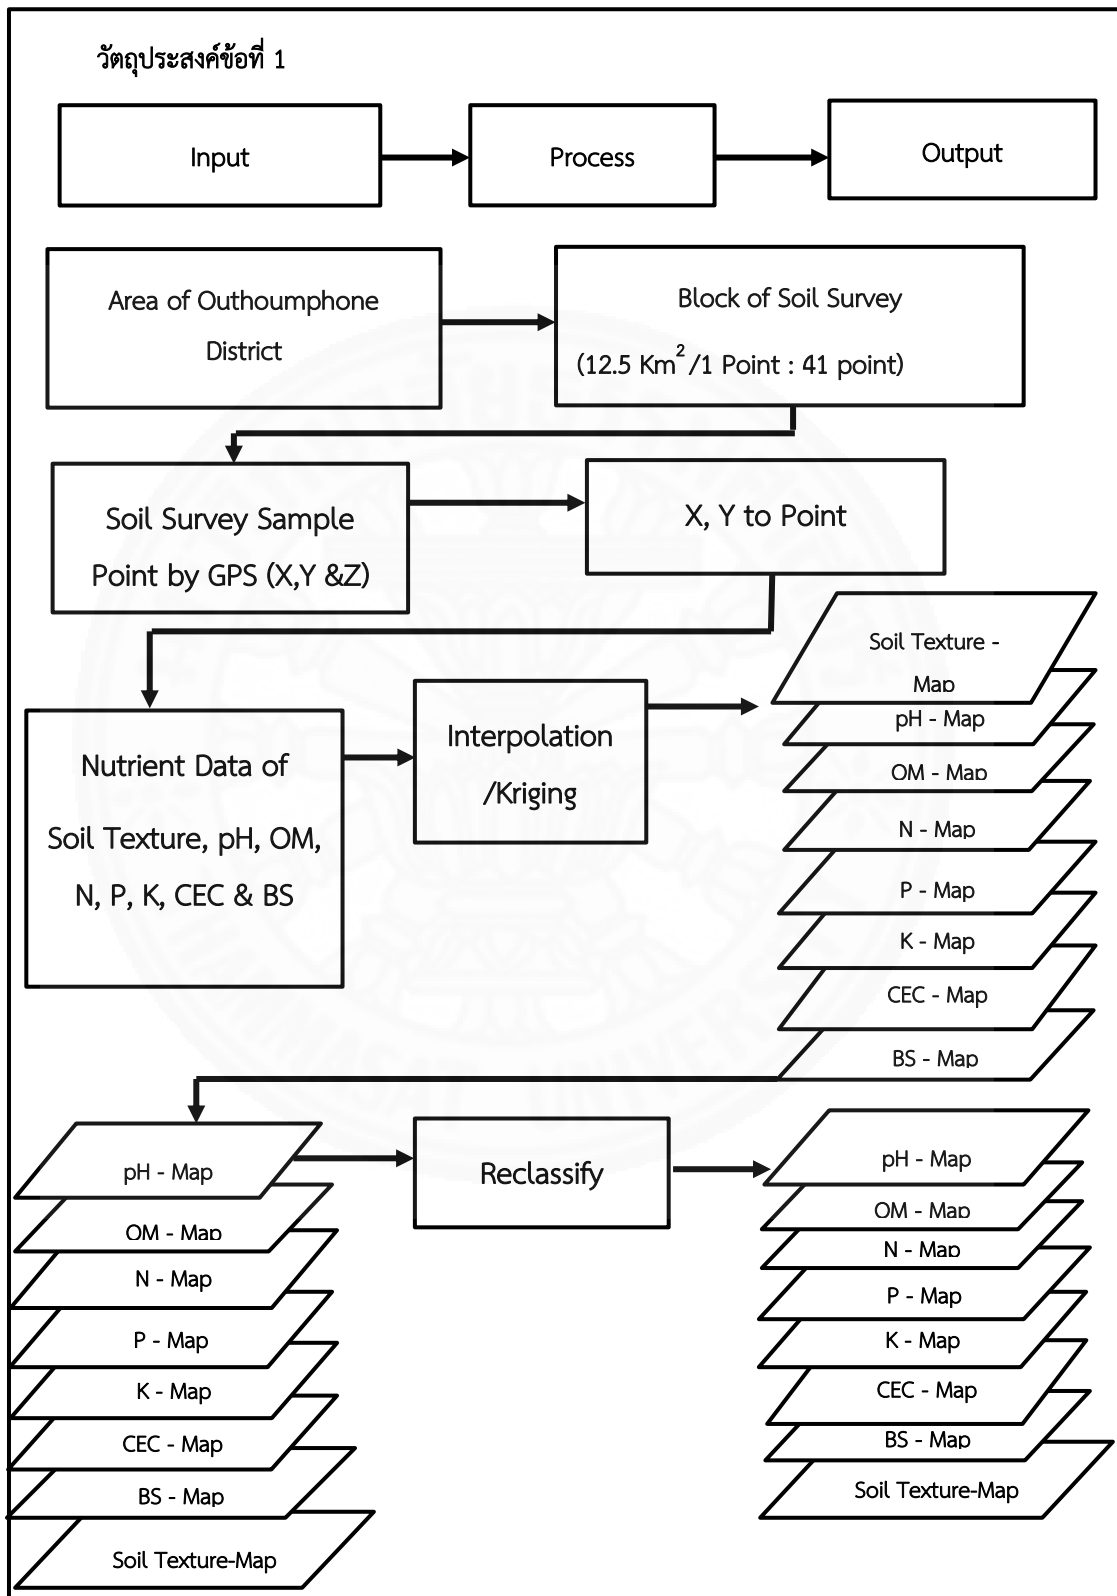 วัตถุประสงค์ข้อที่ 1
Input
Process
Output
Area of Outhoumphone
District
Block of Soil Survey
(12.5 Km²/1 Point : 41 point)
Soil Survey Sample
Point by GPS (X,Y &Z)
X, Y to Point
Nutrient Data of
Soil Texture, pH, OM,
N, P, K, CEC & BS
Interpolation
/Kriging
Soil Texture -
Map
pH - Map
OM - Map
N - Map
P - Map
K - Map
CEC - Map
BS - Map
pH - Map
OM - Map
N - Map
P - Map
K - Map
CEC - Map
BS - Map
Soil Texture-Map
Reclassify
pH - Map
OM - Map
N - Map
P - Map
K - Map
CEC - Map
BS - Map
Soil Texture-Map